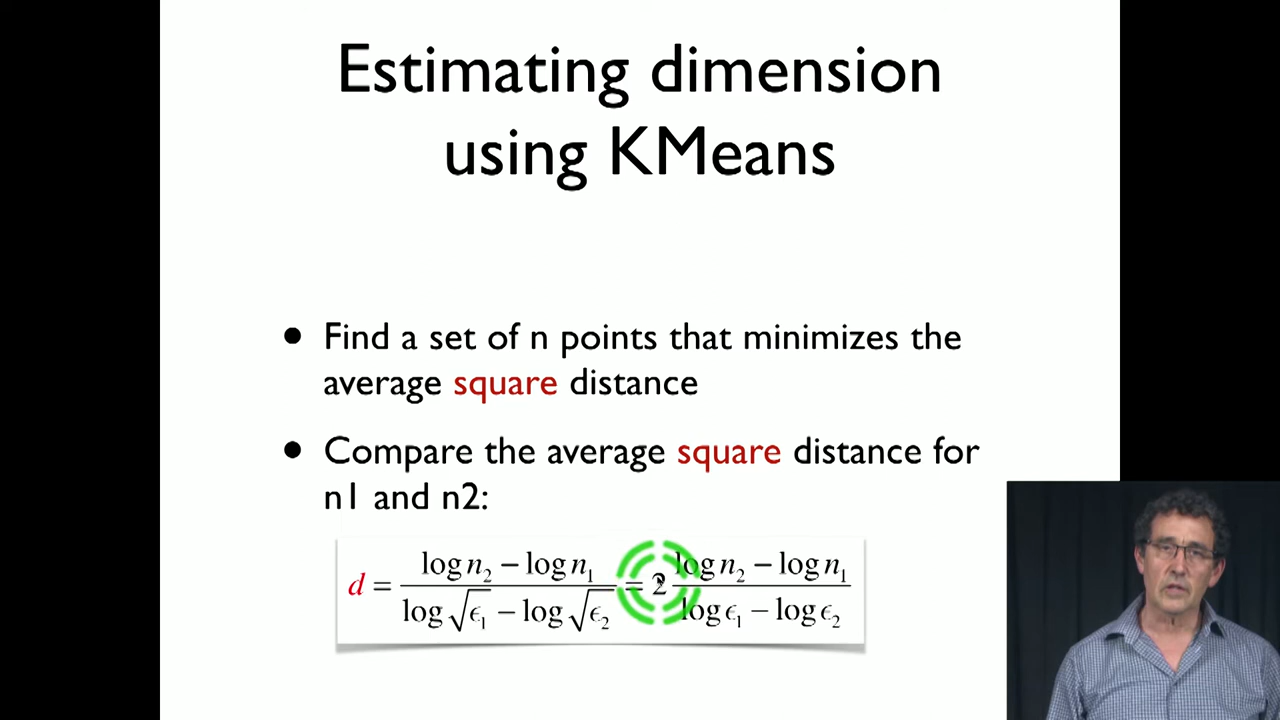 Estimating dimension
using KMeans
• Find a set of n points that minimizes the
average square distance
• Compare the average square distance for
n1 and n2:
d = (log n₂ − log n₁) / (log √ϵ₁ − log √ϵ₂) = 2 (log n₂ − log n₁) / (log ϵ₁ − log ϵ₂)